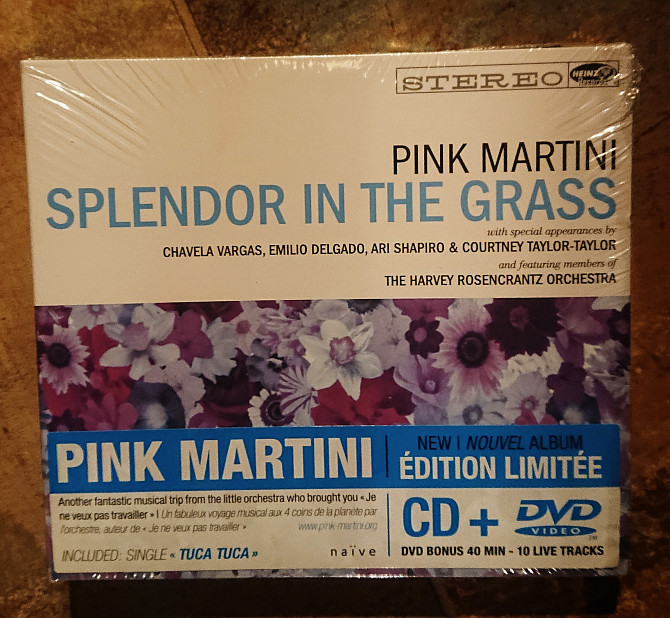 STEREO
HEINZ
Records
PINK MARTINI
SPLENDOR IN THE GRASS
with special appearances by
CHAVELA VARGAS, EMILIO DELGADO, ARI SHAPIRO & COURTNEY TAYLOR-TAYLOR
and featuring members of
THE HARVEY ROSENCRANTZ ORCHESTRA
PINK MARTINI
NEW | NOUVEL ALBUM
ÉDITION LIMITÉE
Another fantastic musical trip from the little orchestra who brought you « Je
ne veux pas travailler » | Un fabuleux voyage musical aux 4 coins de la planète par
l'orchestre, auteur de « Je ne veux pas travailler »
www.pink-martini.org
INCLUDED: SINGLE « TUCA TUCA »
naïve
CD + DVD
VIDEO
TM
DVD BONUS 40 MIN - 10 LIVE TRACKS